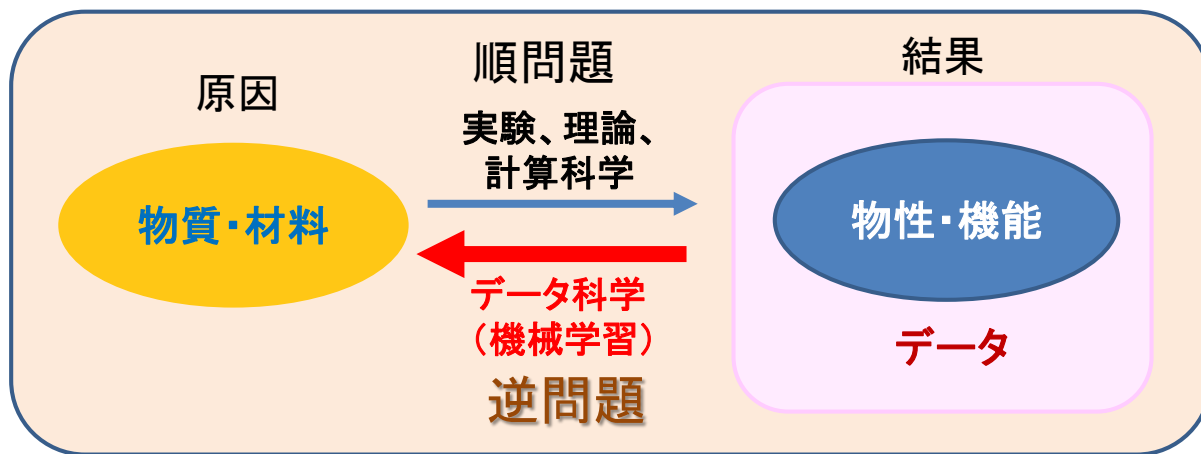 原因
物質・材料
順問題
実験、理論、
計算科学
データ科学
（機械学習）
逆問題
結果
物性・機能
データ